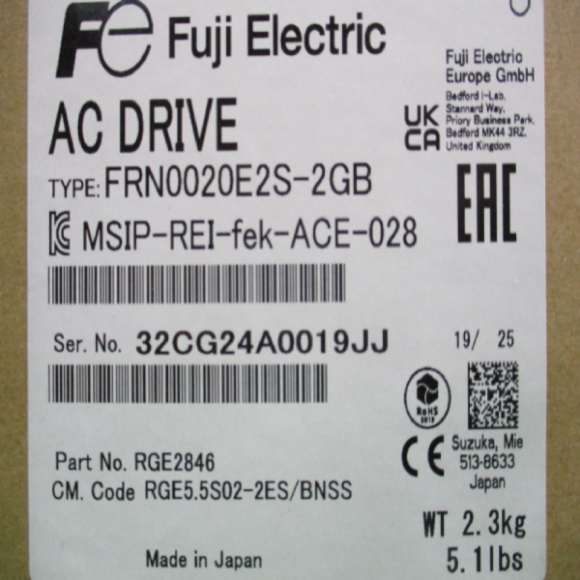 Fe Fuji Electric
Fuji Electric
Europe GmbH
Bedford i-Lab,
Stannard Way,
Priory Business Park,
Bedford MK44 3RZ,
United Kingdom
UK
CA
AC DRIVE
TYPE: FRN0020E2S-2GB
EAC
MSIP-REI-fek-ACE-028
Ser. No. 32CG24A0019JJ
19/ 25
RoHS
CE
Suzuka, Mie
513-8633
Japan
Part No. RGE2846
CM. Code RGE5.5S02-2ES/BNSS
WT 2.3kg
5.1lbs
Made in Japan